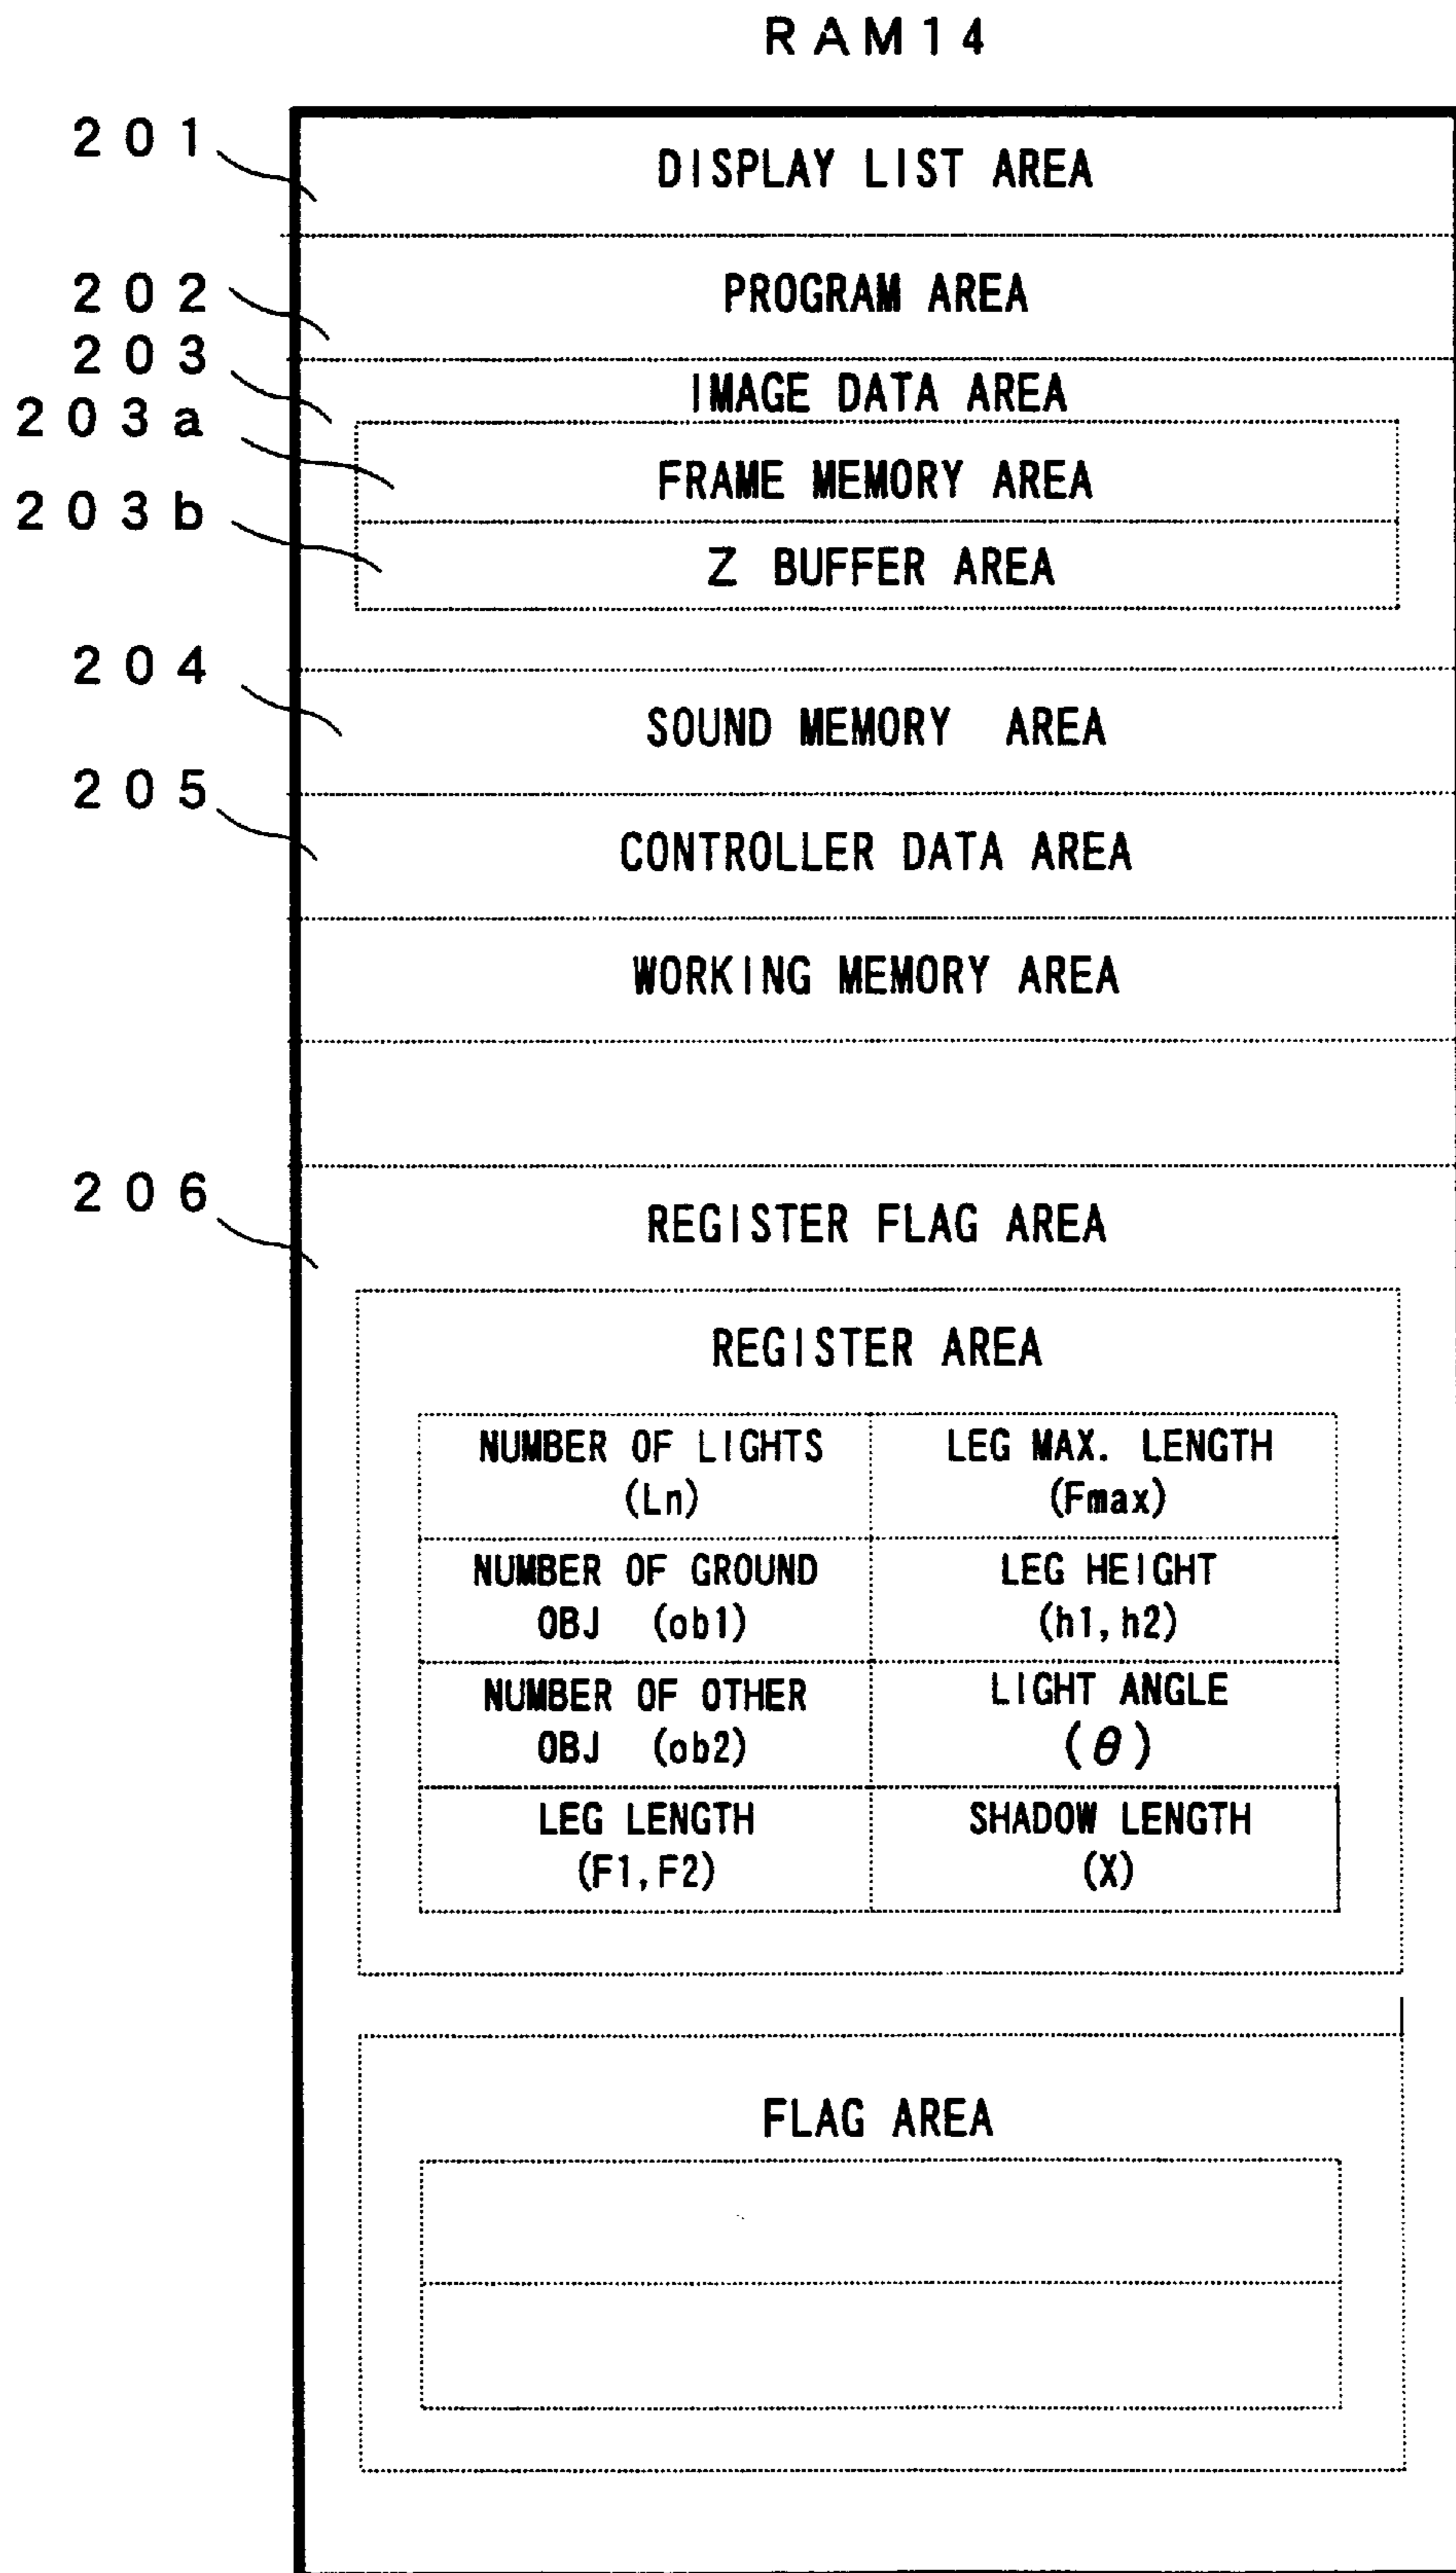 RAM14
201
DISPLAY LIST AREA
202
PROGRAM AREA
203
IMAGE DATA AREA
203a
FRAME MEMORY AREA
203b
Z BUFFER AREA
204
SOUND MEMORY AREA
205
CONTROLLER DATA AREA
WORKING MEMORY AREA
206
REGISTER FLAG AREA
REGISTER AREA
NUMBER OF LIGHTS
(Ln)
LEG MAX. LENGTH
(Fmax)
NUMBER OF GROUND
OBJ (ob1)
LEG HEIGHT
(h1, h2)
NUMBER OF OTHER
OBJ (ob2)
LIGHT ANGLE
(θ)
LEG LENGTH
(F1, F2)
SHADOW LENGTH
(X)
FLAG AREA